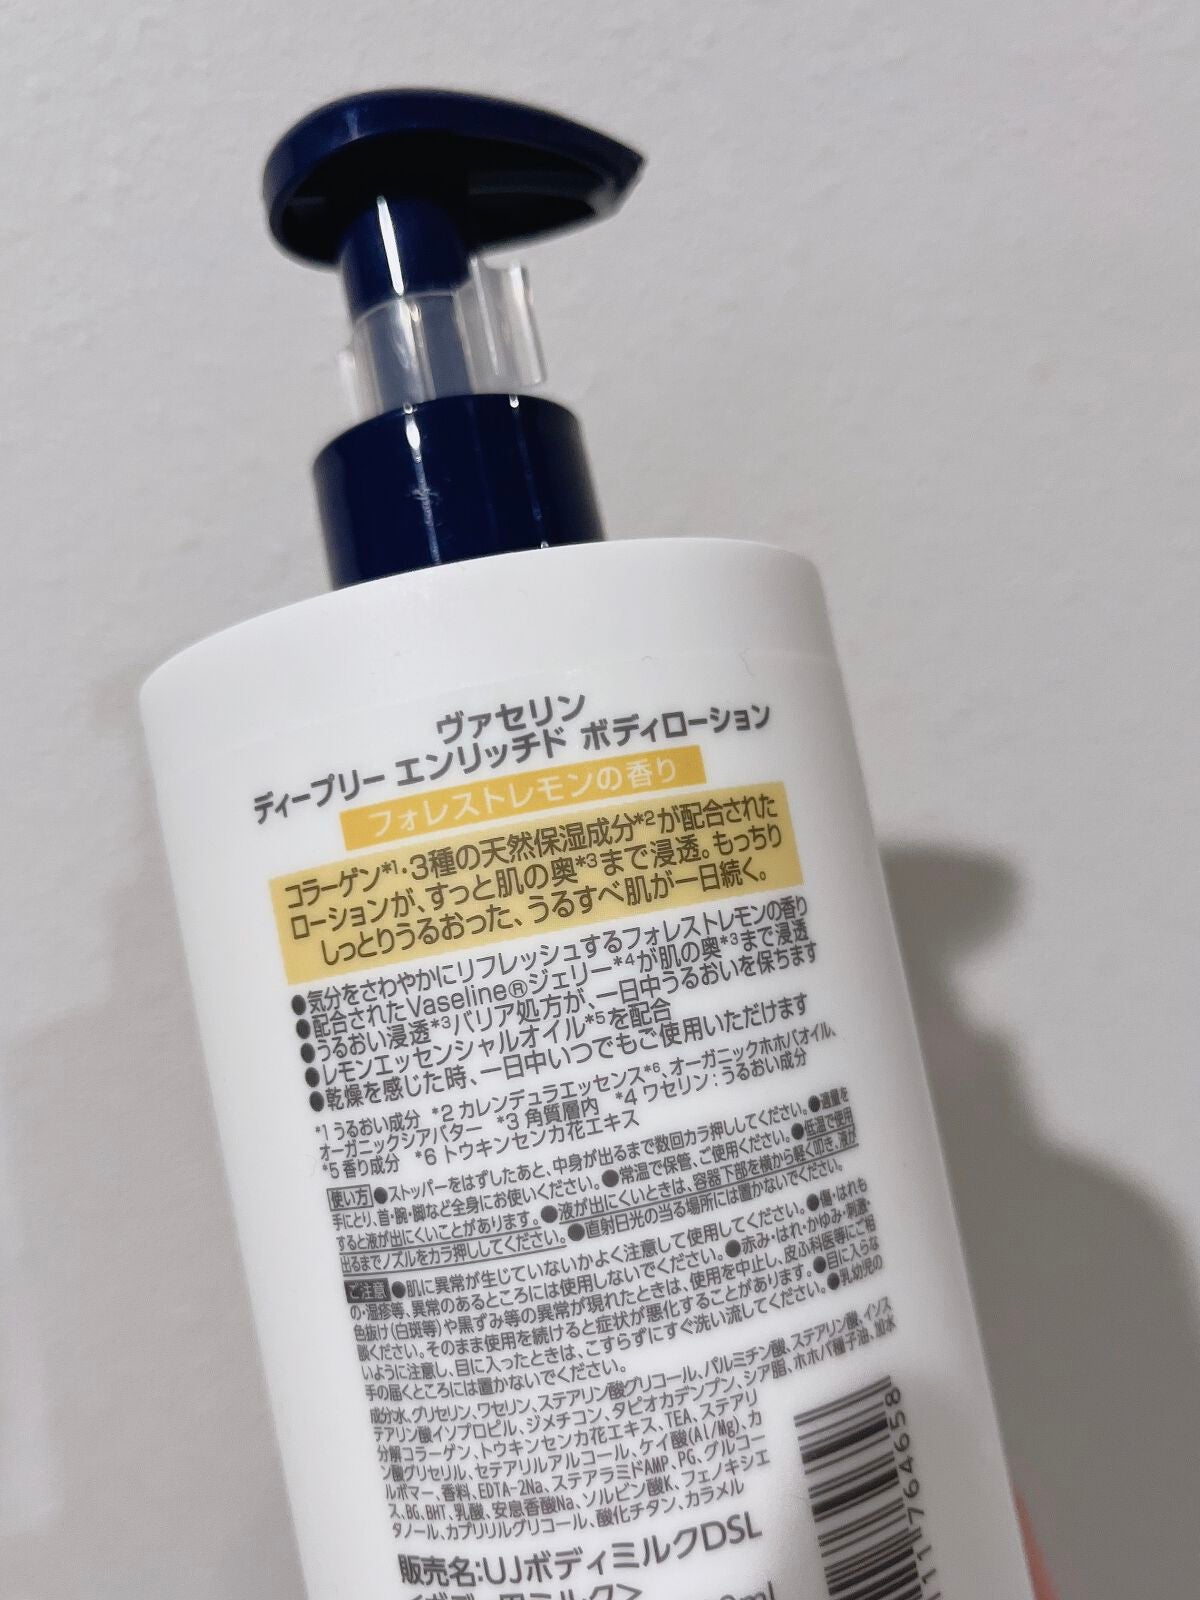 ヴァセリン
ディープリー エンリッチド ボディローション
フォレストレモンの香り
コラーゲン*1・3種の天然保湿成分*2が配合された
ローションが、すっと肌の奥*3まで浸透。もっちり
しっとりうるおった、うるすべ肌が一日続く。
●気分をさわやかにリフレッシュするフォレストレモンの香り
●配合されたVaseline®ジェリー*4が肌の奥*3まで浸透
●うるおい浸透*3バリア処方が、一日中うるおいを保ちます
●レモンエッセンシャルオイル*5を配合
●乾燥を感じた時、一日中いつでもご使用いただけます
*1 うるおい成分 *2 カレンデュラエッセンス*6、オーガニックホホバオイル、
オーガニックシアバター *3 角質層内 *4 ワセリン:うるおい成分
*5 香り成分 *6 トウキンセンカ花エキス
使い方 ●ストッパーをはずしたあと、中身が出るまで数回カラ押ししてください。●適量を
手にとり、首・腕・脚など全身にお使いください。●常温で保管、ご使用ください。●低温で使用
すると液が出にくいことがあります。●液が出にくいときは、容器下部を横から軽く叩き、液が
出るまでノズルをカラ押ししてください。●直射日光の当る場所には置かないでください。
ご注意 ●肌に異常が生じていないかよく注意して使用してください。●傷・はれも
の・湿疹等、異常のあるところには使用しないでください。●赤み・はれ・かゆみ・刺激・
色抜け(白斑等)や黒ずみ等の異常が現れたときは、使用を中止し、皮ふ科医等にご相
談ください。そのまま使用を続けると症状が悪化することがあります。●目に入らな
いように注意し、目に入ったときは、こすらずにすぐ洗い流してください。●乳幼児の
手の届くところには置かないでください。
成分水、グリセリン、ワセリン、ステアリン酸グリコール、パルミチン酸、ステアリン酸、イソス
テアリン酸イソプロピル、ジメチコン、タピオカデンプン、シア脂、ホホバ種子油、加水
分解コラーゲン、トウキンセンカ花エキス、TEA、ステアリ
ン酸グリセリル、セテアリルアルコール、ケイ酸(Al/Mg)、カ
ルボマー、香料、EDTA-2Na、ステアラミドAMP、PG、グルコー
ス、BG、BHT、乳酸、安息香酸Na、ソルビン酸K、フェノキシエ
タノール、カプリリルグリコール、酸化チタン、カラメル
販売名:UJボディミルクDSL
11764658